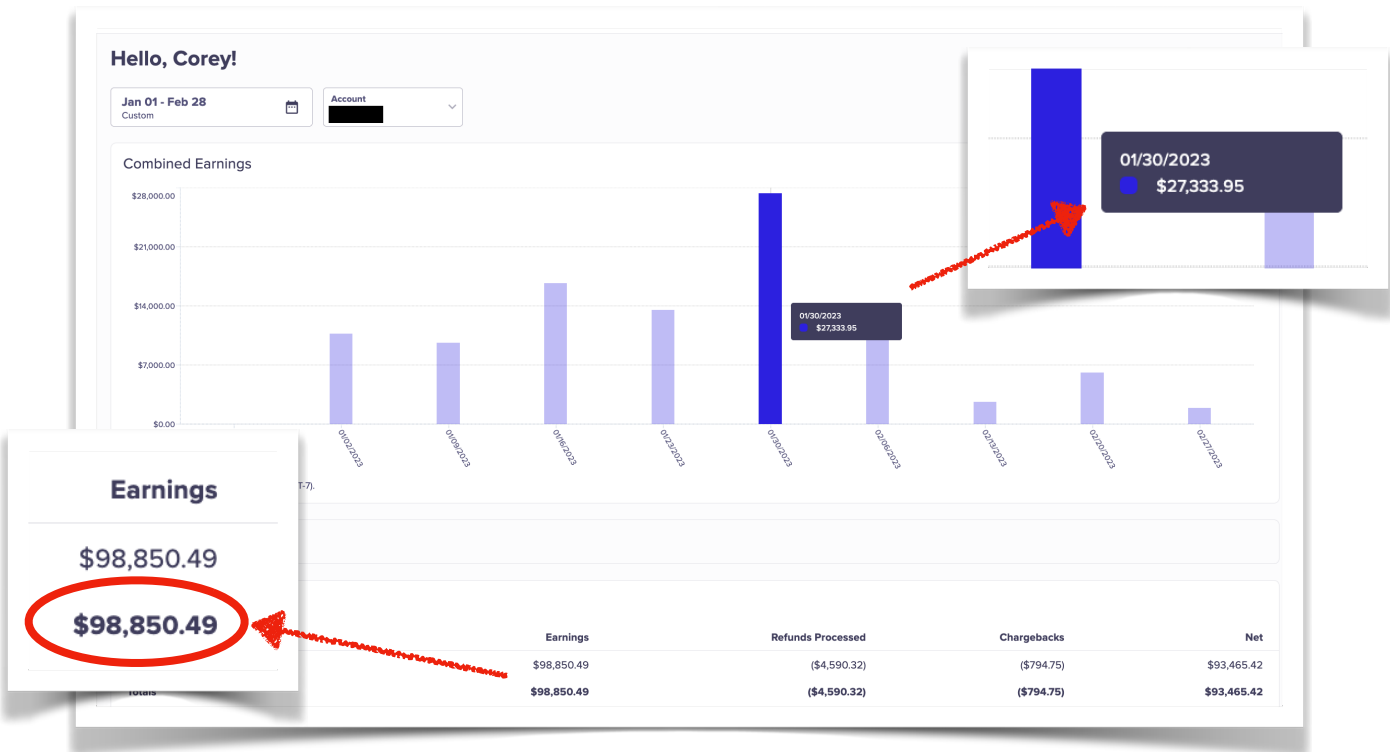 Hello, Corey!
Jan 01 - Feb 28
Custom
Account
Combined Earnings
$28,000.00
$21,000.00
$14,000.00
$7,000.00
$0.00
01/30/2023
$27,333.95
01/02/2023
01/09/2023
01/16/2023
01/23/2023
01/30/2023
02/06/2023
02/13/2023
02/20/2023
02/27/2023
01/30/2023
$27,333.95
T-7).
Earnings
$98,850.49
$98,850.49
Earnings Refunds Processed Chargebacks Net
$98,850.49 ($4,590.32) ($794.75) $93,465.42
Totals $98,850.49 ($4,590.32) ($794.75) $93,465.42